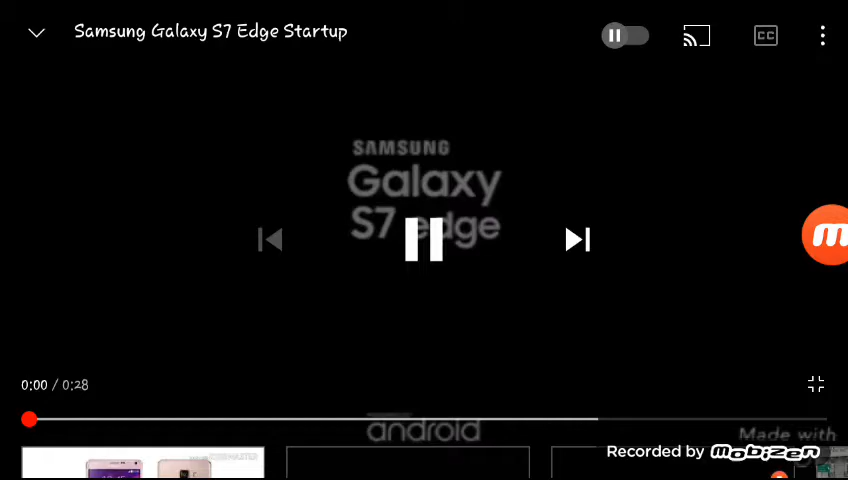 Samsung Galaxy S7 Edge Startup
CC
SAMSUNG
Galaxy
S7 edge
0:00 / 0:28
android
Made with
Recorded by mobizen